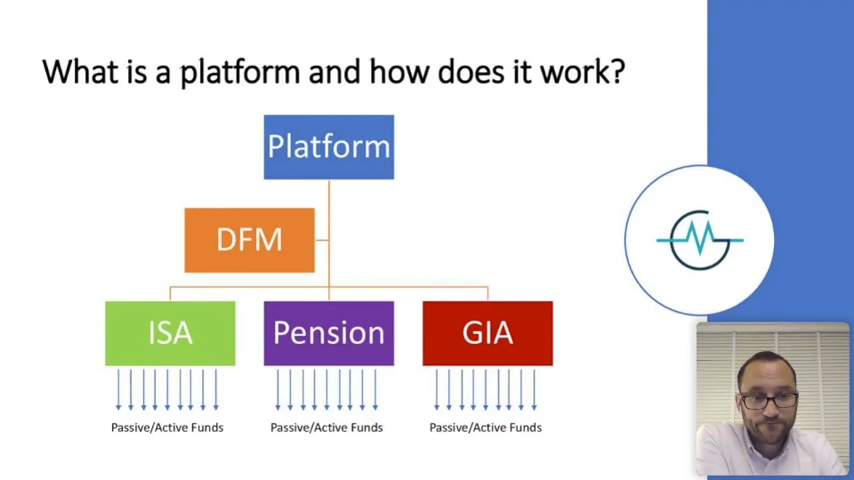 What is a platform and how does it work?
Platform
DFM
ISA
Pension
GIA
Passive/Active Funds
Passive/Active Funds
Passive/Active Funds